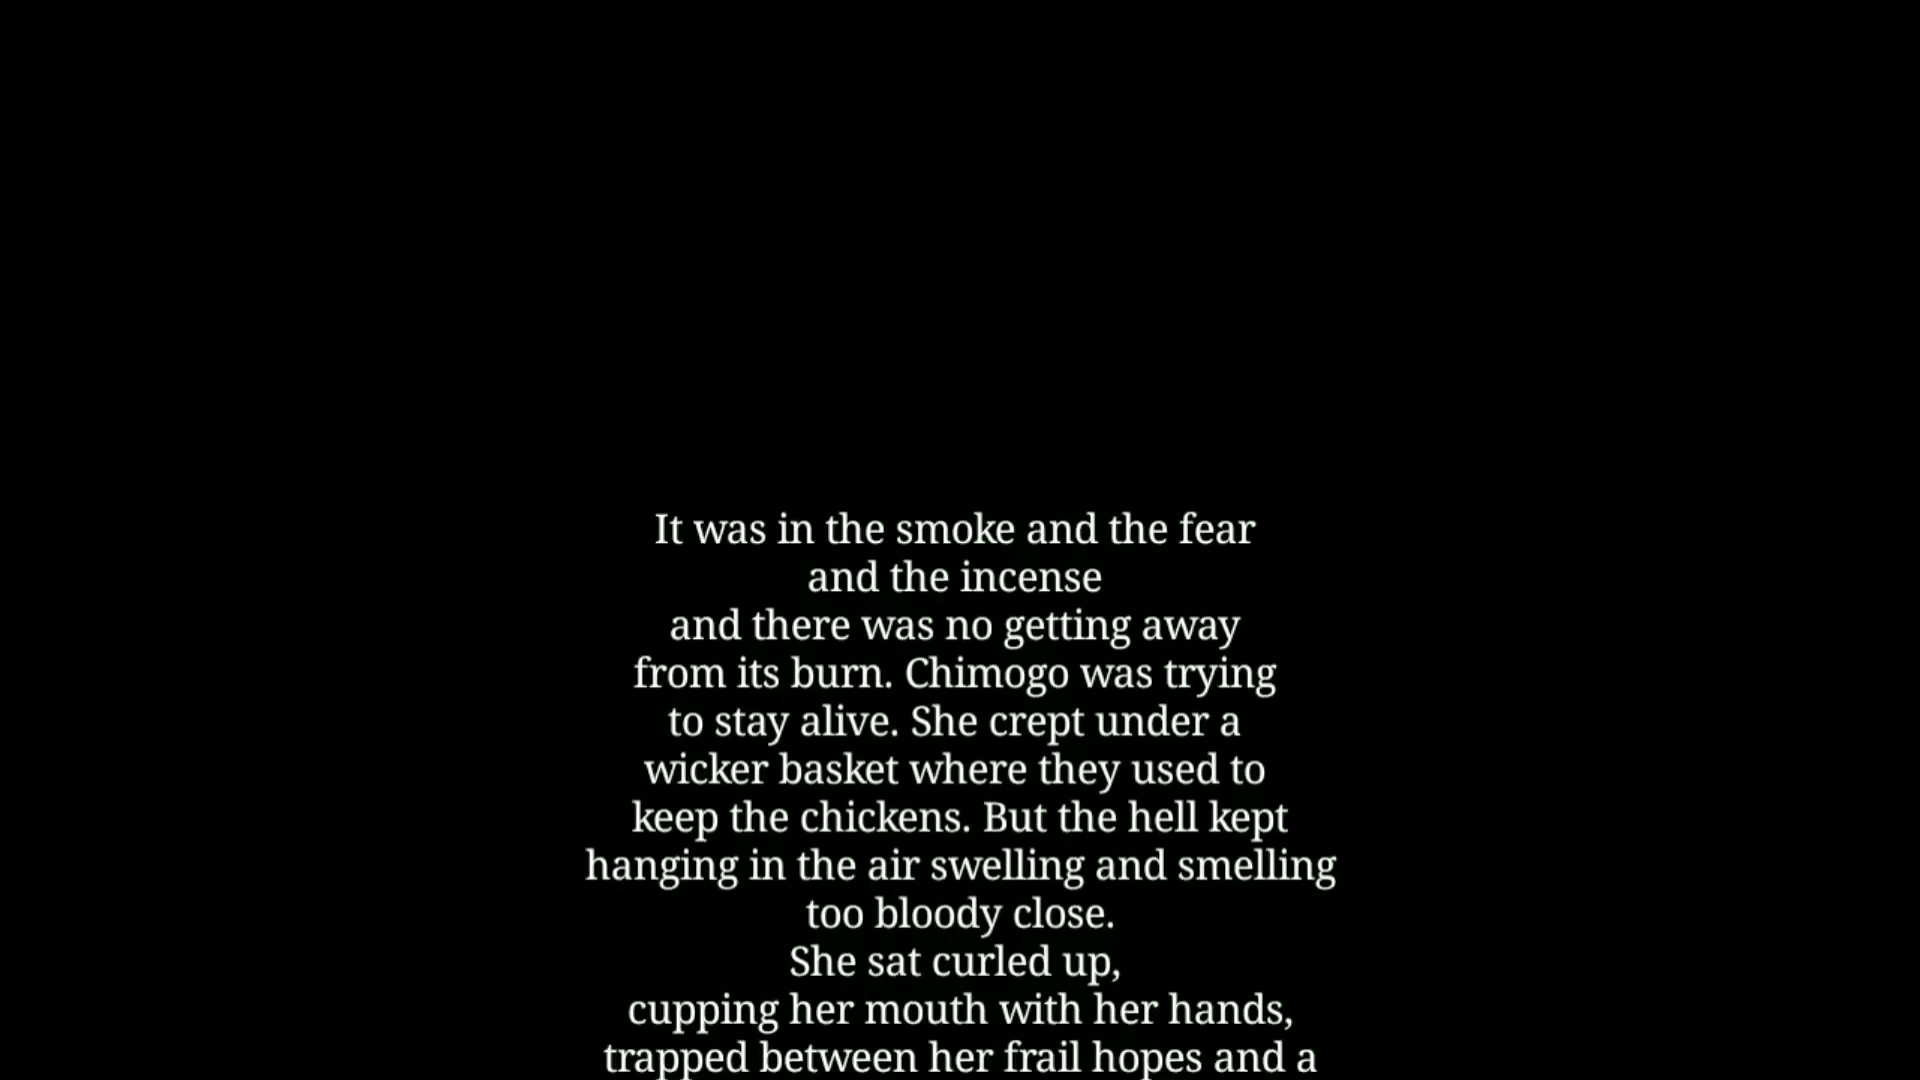 It was in the smoke and the fear
and the incense
and there was no getting away
from its burn. Chimogo was trying
to stay alive. She crept under a
wicker basket where they used to
keep the chickens. But the hell kept
hanging in the air swelling and smelling
too bloody close.
She sat curled up,
cupping her mouth with her hands,
trapped between her frail hopes and a